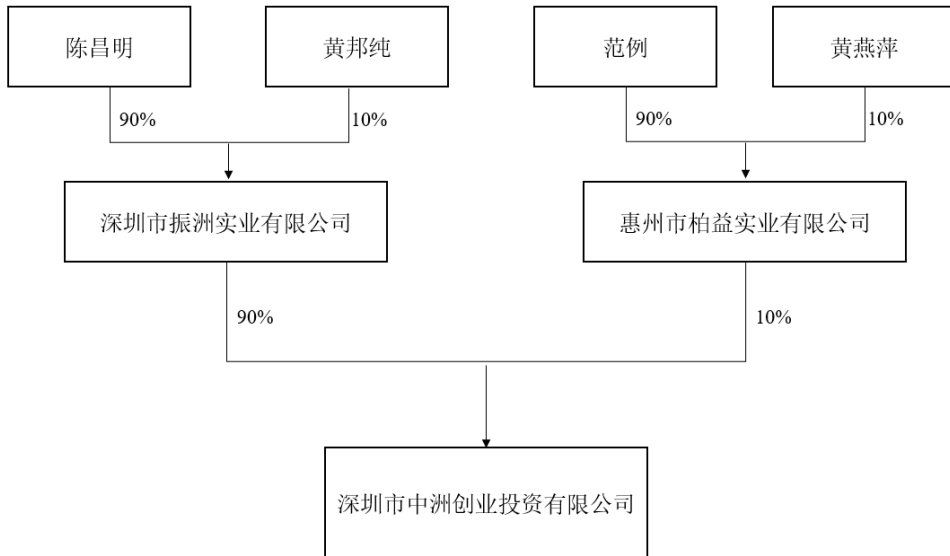 陈昌明
黄邦纯
范例
黄燕萍
90%
10%
90%
10%
深圳市振洲实业有限公司
惠州市柏益实业有限公司
90%
10%
深圳市中洲创业投资有限公司